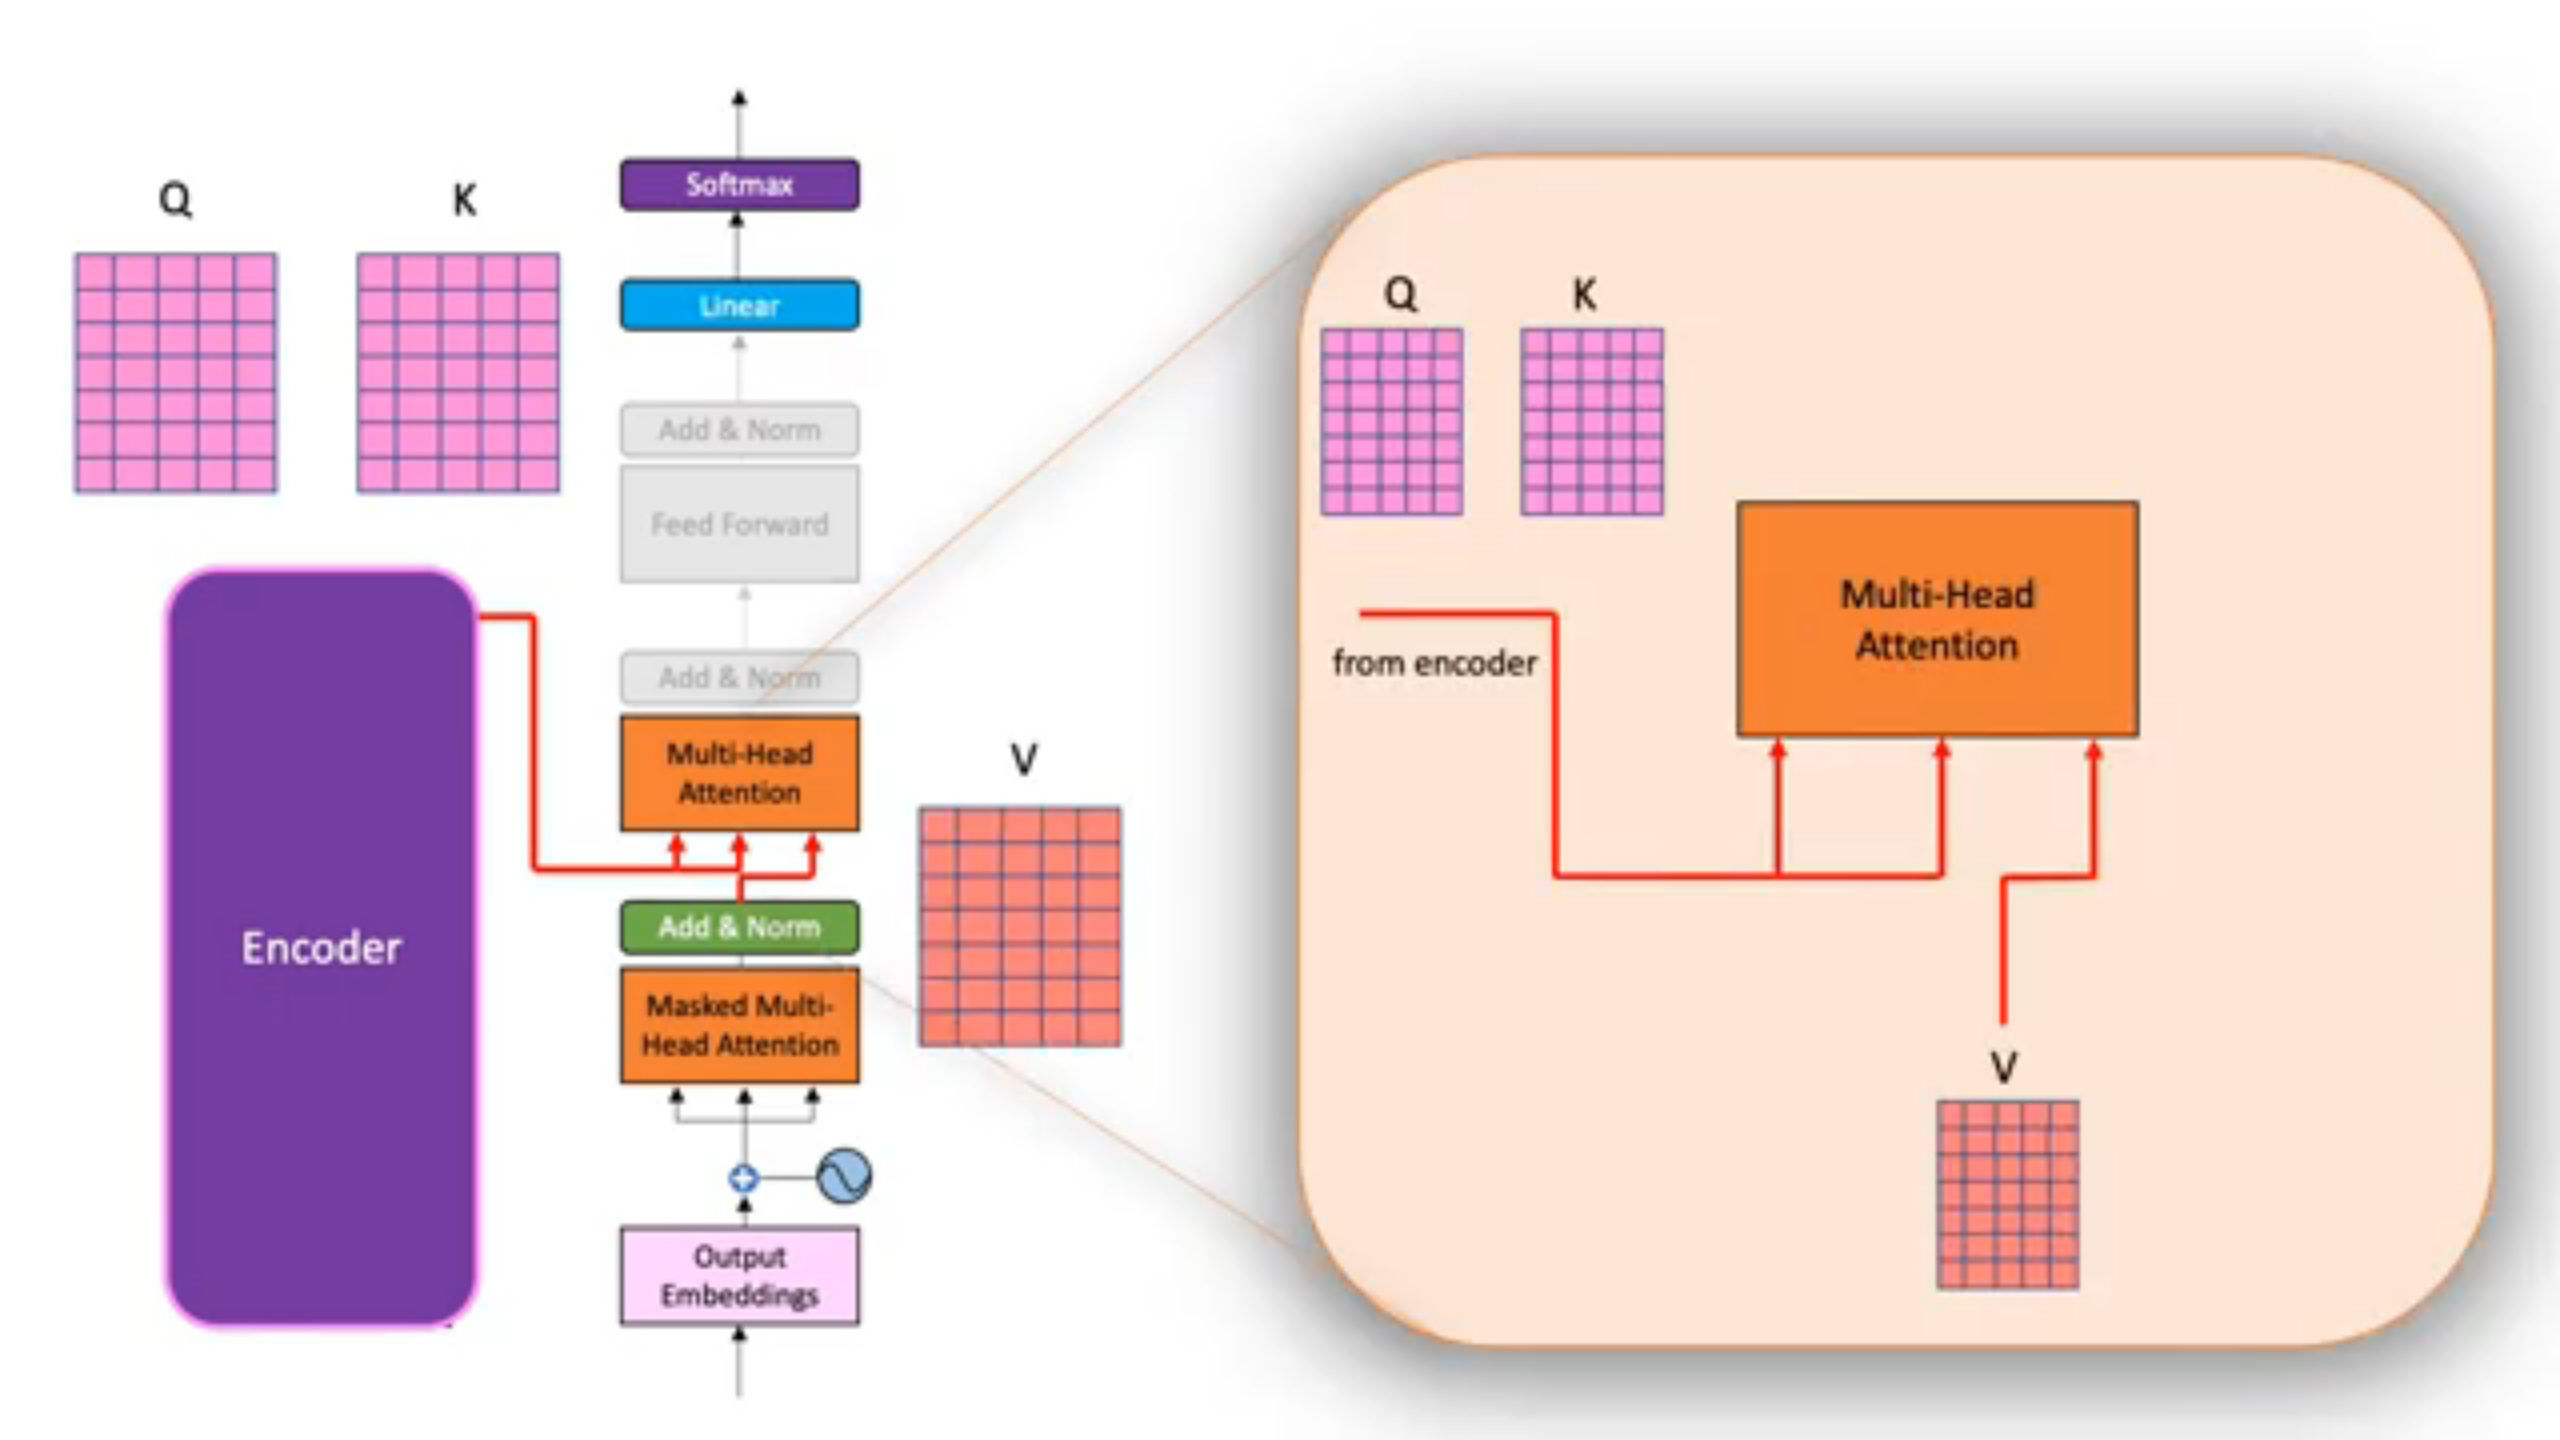 Q
K
Softmax
Linear
Add & Norm
Feed Forward
Add & Norm
Multi-Head
Attention
V
Add & Norm
Masked Multi-
Head Attention
Encoder
Output
Embeddings
Q
K
Multi-Head
Attention
from encoder
V